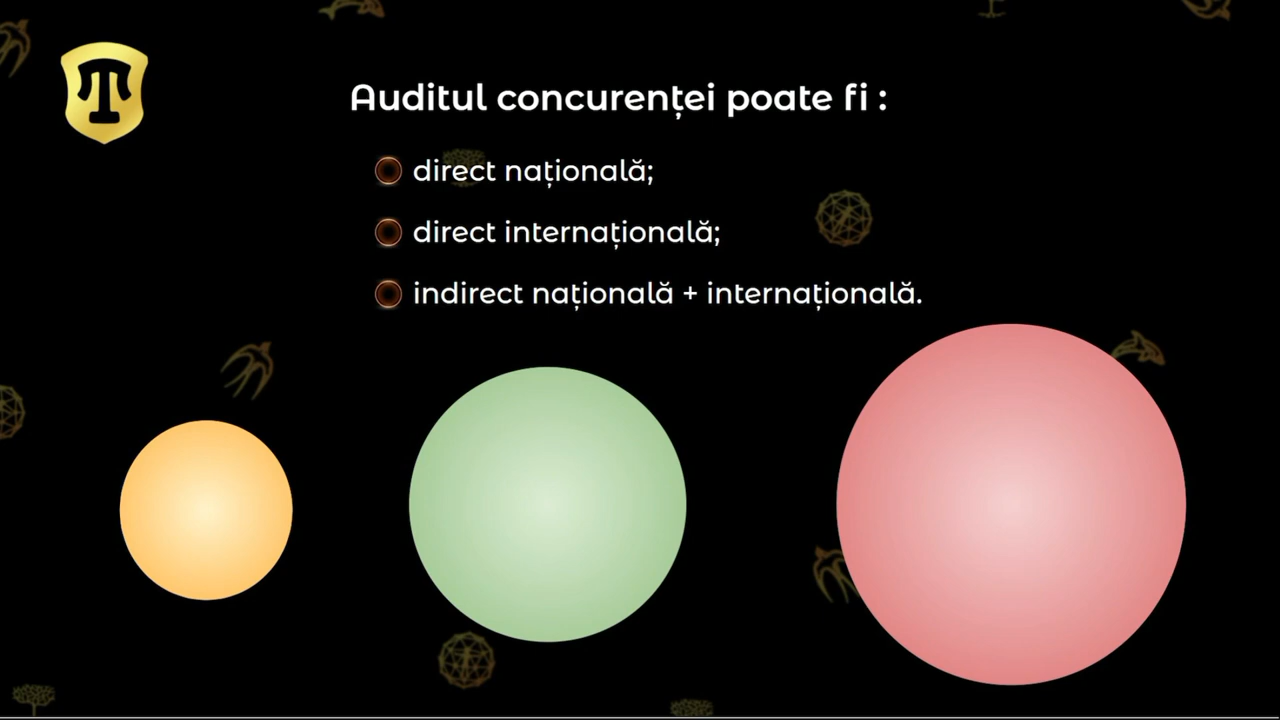 Auditul concurenței poate fi :
direct națională;
direct internațională;
indirect națională + internațională.